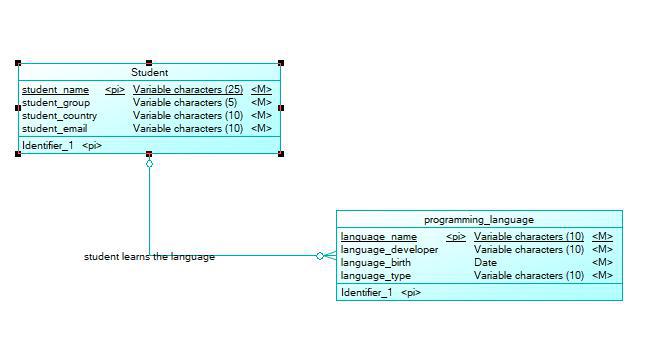 Student
student_name <pi> Variable characters (25) <M>
student_group Variable characters (5) <M>
student_country Variable characters (10) <M>
student_email Variable characters (10) <M>
Identifier_1 <pi>
student learns the language
programming_language
language_name <pi> Variable characters (10) <M>
language_developer Variable characters (10) <M>
language_birth Date <M>
language_type Variable characters (10) <M>
Identifier_1 <pi>